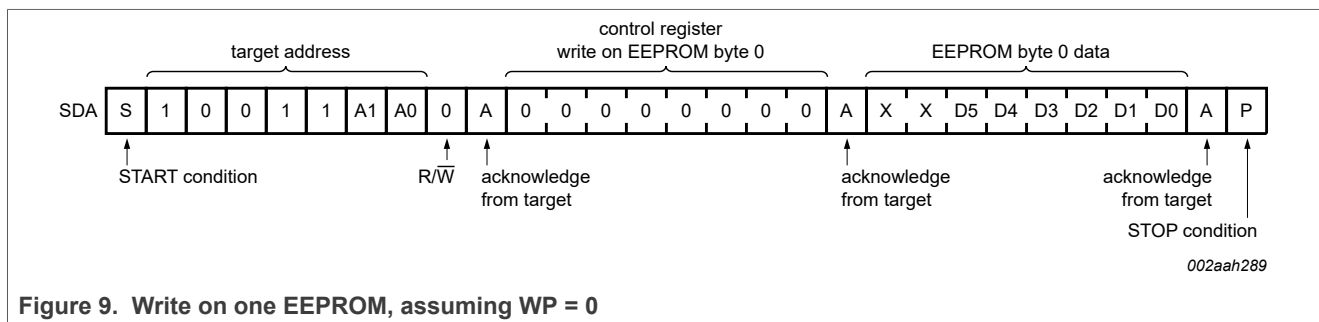 control register
target address write on EEPROM byte 0 EEPROM byte 0 data
SDA S 1 0 0 1 1 A1 A0 0 A 0 0 0 0 0 0 0 0 A X X D5 D4 D3 D2 D1 D0 A P
START condition R/W̅ acknowledge from target acknowledge from target acknowledge from target
STOP condition
002aah289
Figure 9. Write on one EEPROM, assuming WP = 0